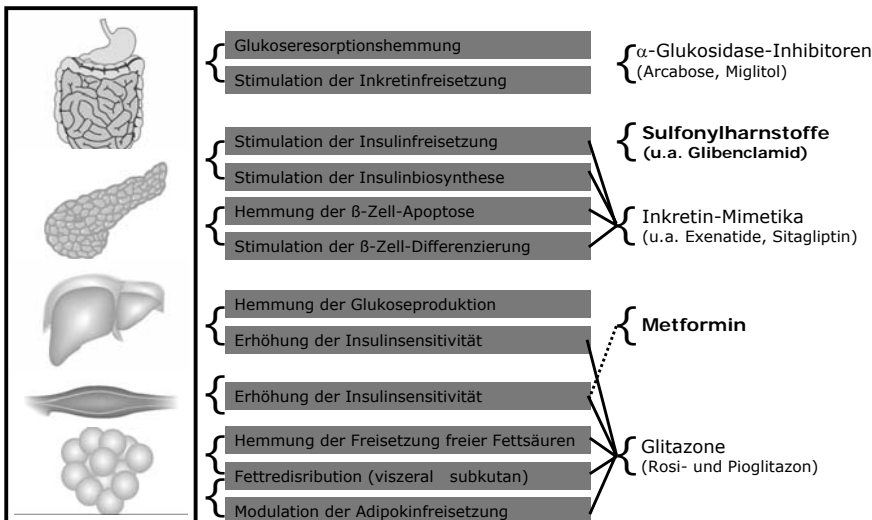 Glukoseresorptionshemmung
Stimulation der Inkretinfreisetzung
α-Glukosidase-Inhibitoren
(Arcabose, Miglitol)
Stimulation der Insulinfreisetzung
Stimulation der Insulinbiosynthese
Hemmung der ß-Zell-Apoptose
Stimulation der ß-Zell-Differenzierung
Sulfonylharnstoffe
(u.a. Glibenclamid)
Inkretin-Mimetika
(u.a. Exenatide, Sitagliptin)
Hemmung der Glukoseproduktion
Erhöhung der Insulinsensitivität
Metformin
Erhöhung der Insulinsensitivität
Hemmung der Freisetzung freier Fettsäuren
Fettredisribution (viszeral subkutan)
Modulation der Adipokinfreisetzung
Glitazone
(Rosi- und Pioglitazon)